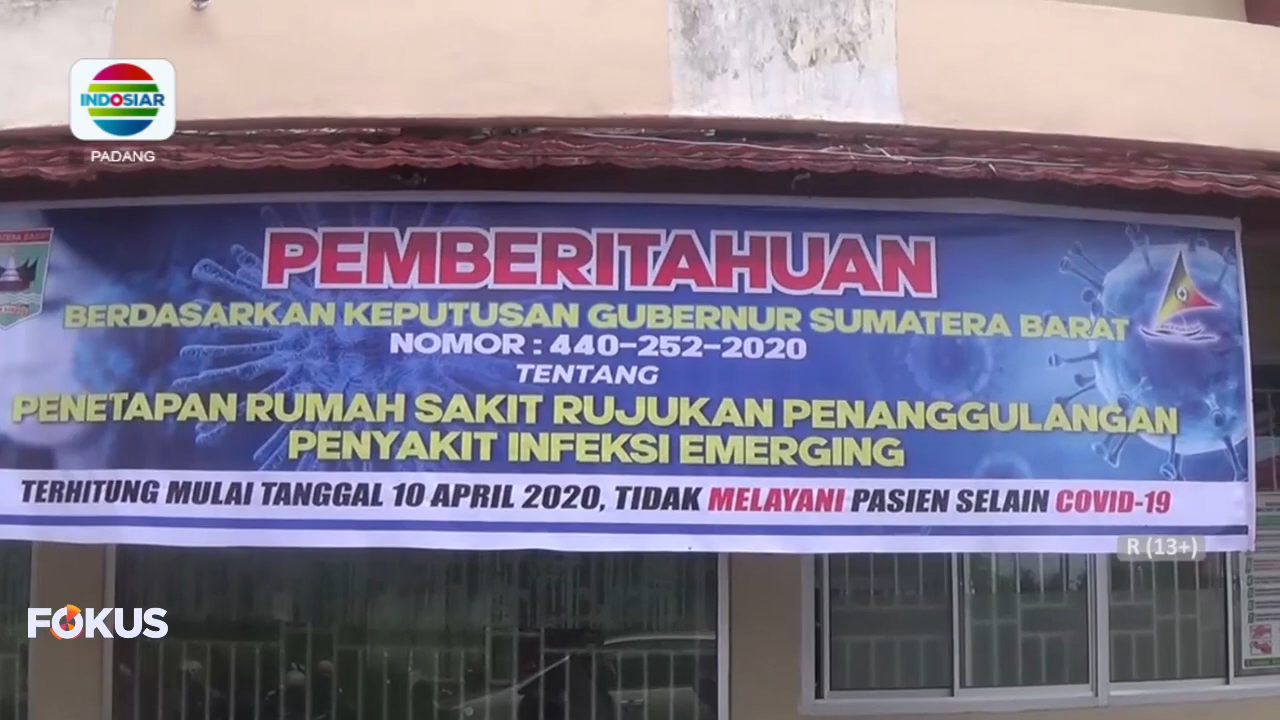 INDOSIAR
PADANG
PEMBERITAHUAN
BERDASARKAN KEPUTUSAN GUBERNUR SUMATERA BARAT
NOMOR : 440-252-2020
TENTANG
PENETAPAN RUMAH SAKIT RUJUKAN PENANGGULANGAN
PENYAKIT INFEKSI EMERGING
TERHITUNG MULAI TANGGAL 10 APRIL 2020, TIDAK MELAYANI PASIEN SELAIN COVID-19
R (13+)
FOKUS